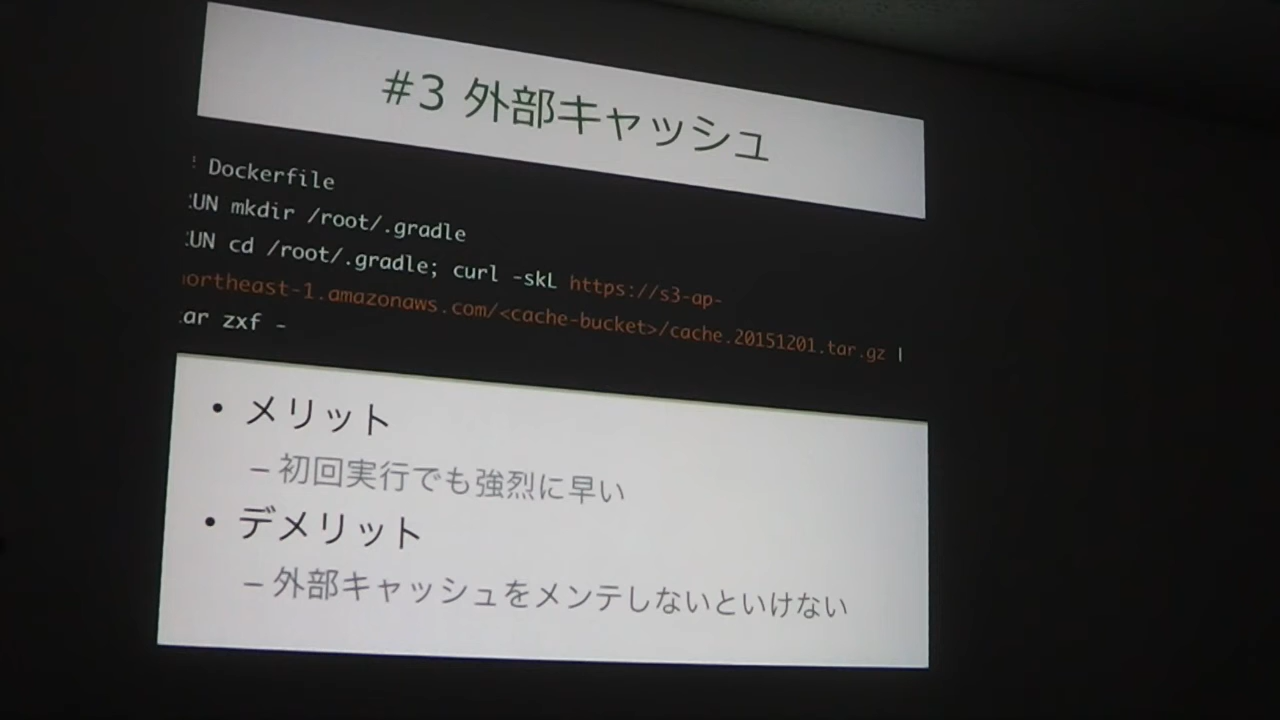 #3 外部キャッシュ
Dockerfile
UN mkdir /root/.gradle
UN cd /root/.gradle; curl -skL https://s3-ap-
northeast-1.amazonaws.com/<cache-bucket>/cache.20151201.tar.gz |
ar zxf -
• メリット
– 初回実行でも強烈に早い
• デメリット
– 外部キャッシュをメンテしないといけない